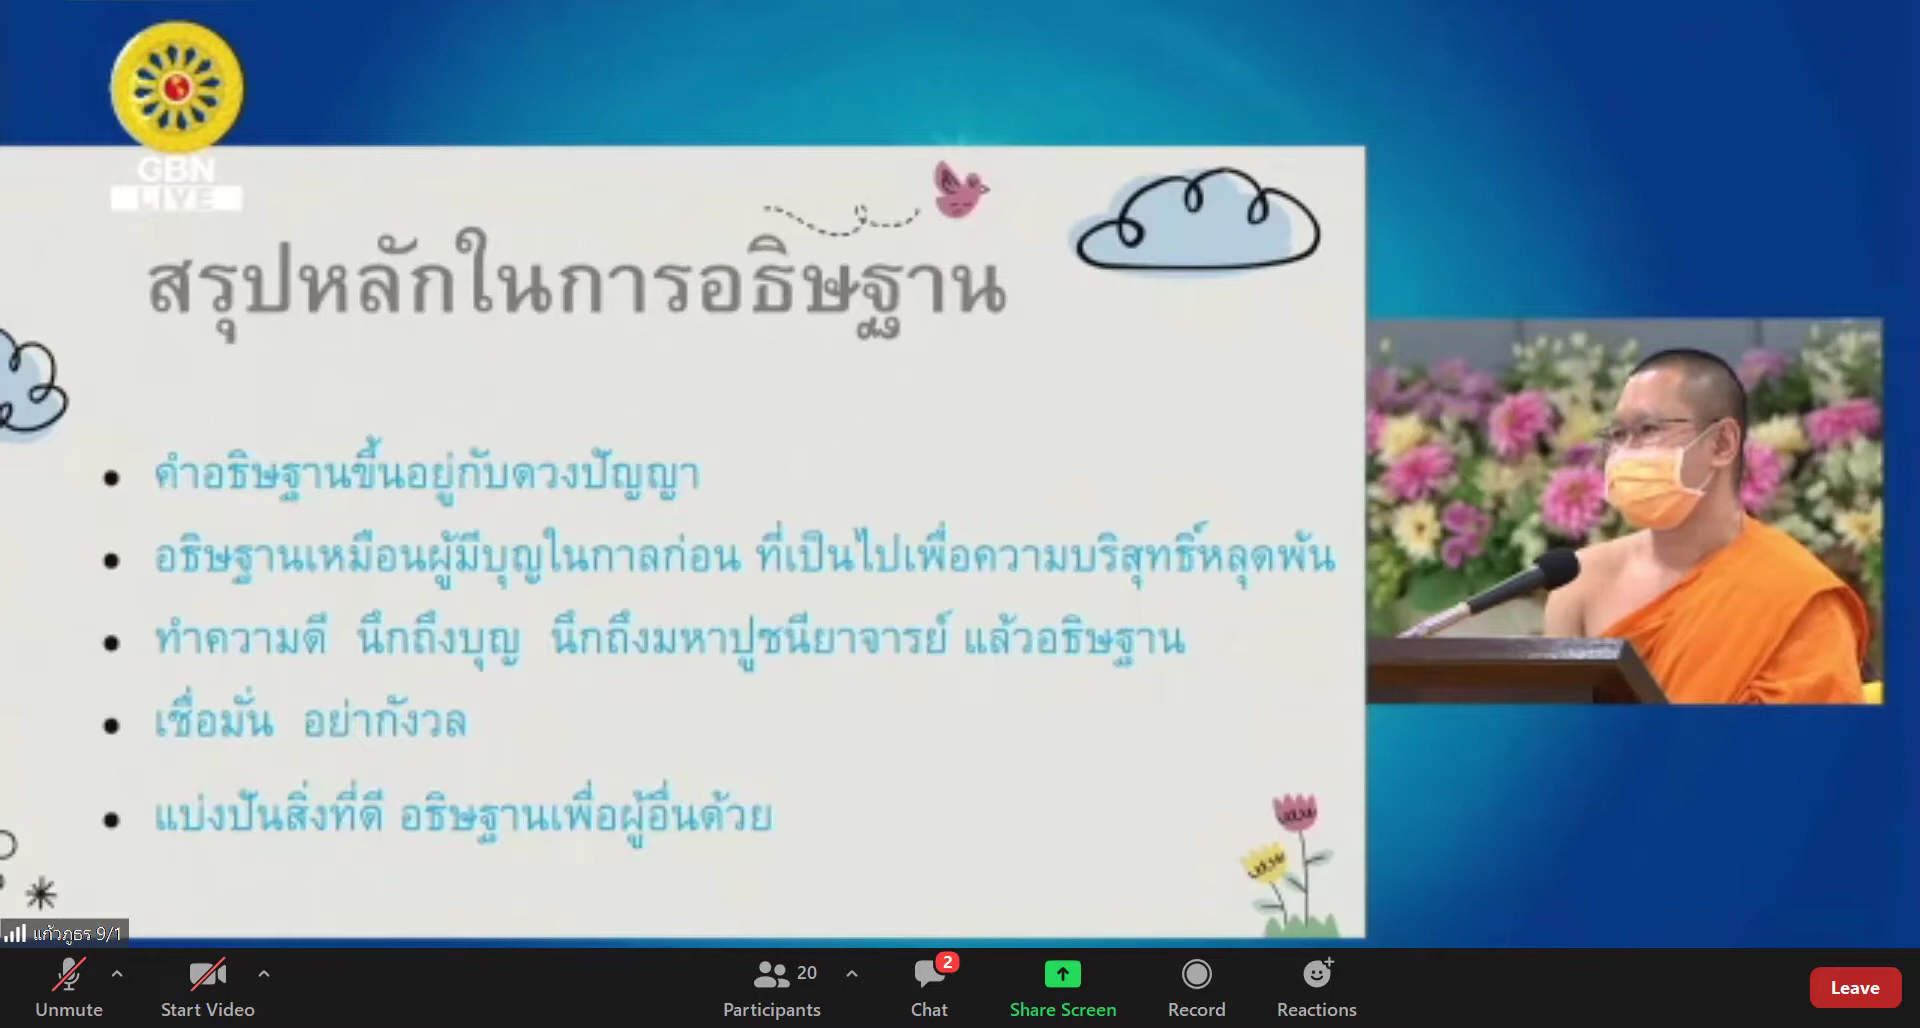 GBN
LIVE
สรุปหลักในการอธิษฐาน
• คำอธิษฐานขึ้นอยู่กับดวงปัญญา
• อธิษฐานเหมือนผู้มีบุญในกาลก่อน ที่เป็นไปเพื่อความบริสุทธิ์หลุดพ้น
• ทำความดี นึกถึงบุญ นึกถึงมหาปูชนียาจารย์ แล้วอธิษฐาน
• เชื่อมั่น อย่ากังวล
• แบ่งปันสิ่งที่ดี อธิษฐานเพื่อผู้อื่นด้วย
แก้วภูธร 9/1
Unmute
Start Video
20
Participants
2
Chat
Share Screen
Record
Reactions
Leave